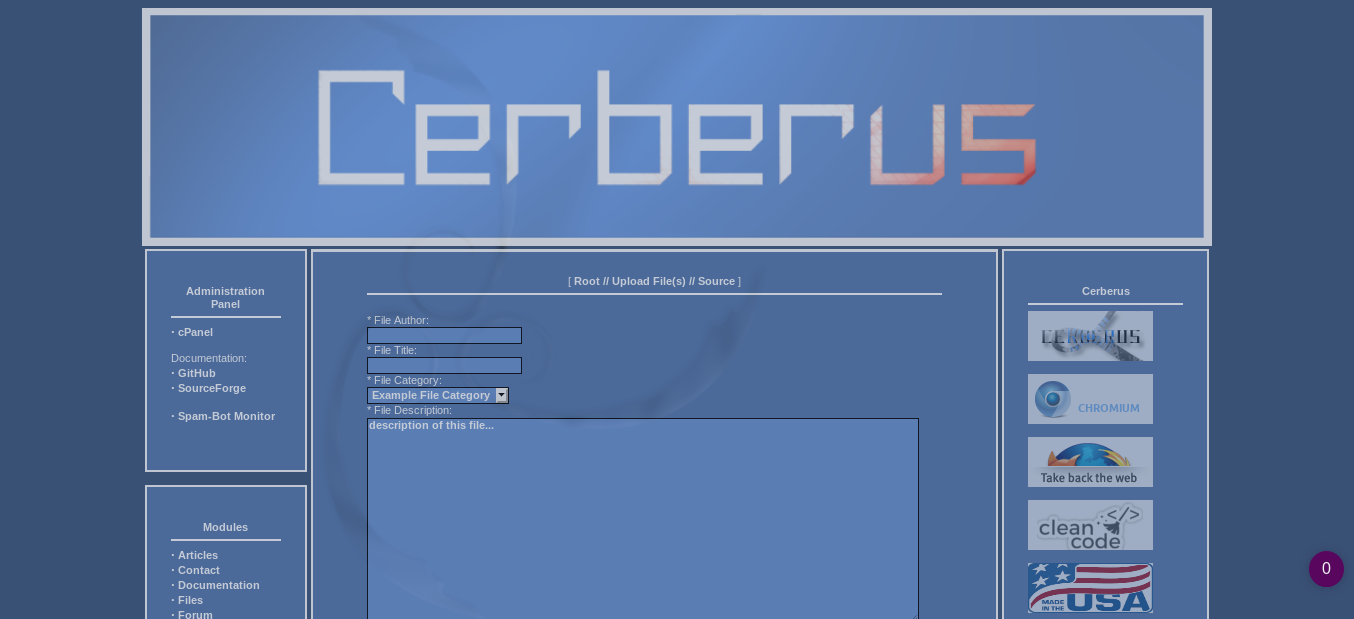 Cerberus
Administration
Panel
· cPanel
Documentation:
· GitHub
· SourceForge
· Spam-Bot Monitor
Modules
· Articles
· Contact
· Documentation
· Files
· Forum
[ Root // Upload File(s) // Source ]
* File Author:
* File Title:
* File Category:
Example File Category
* File Description:
description of this file...
Cerberus
CERBERUS
CHROMIUM
Take back the web
</>
clean
code
MADE
IN THE
USA
0